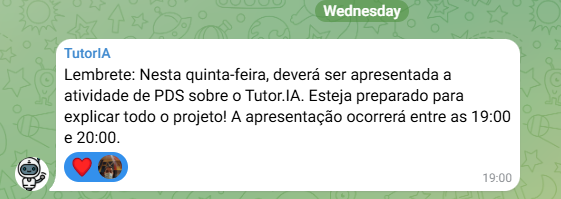 Wednesday
TutorIA
Lembrete: Nesta quinta-feira, deverá ser apresentada a
atividade de PDS sobre o Tutor.IA. Esteja preparado para
explicar todo o projeto! A apresentação ocorrerá entre as 19:00
e 20:00.
19:00